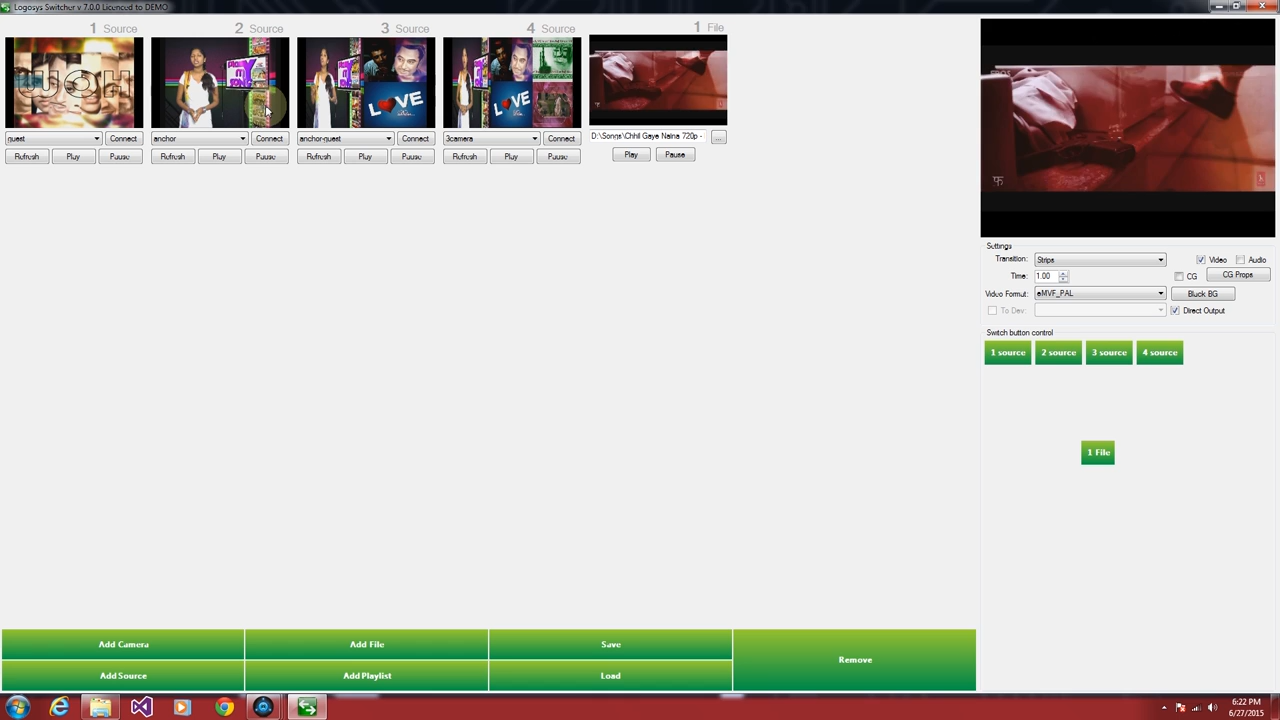 Logosys Switcher v 7.0.0 Licenced to DEMO
1 Source
2 Source
3 Source
4 Source
1 File
WOH
LOVE
LOVE
guest
Connect
anchor
Connect
anchor-guest
Connect
3camera
Connect
D:\Songs\Chhil Gaye Naina 720p -
...
Refresh
Play
Pause
Refresh
Play
Pause
Refresh
Play
Pause
Refresh
Play
Pause
Play
Pause
फ
Settings
Transition:
Strips
Video
Audio
Time:
1.00
CG
CG Props
Video Format:
eMVF_PAL
Bluck BG
To Dev:
Direct Output
Switch button control
1 source
2 source
3 source
4 source
1 File
Add Camera
Add File
Save
Remove
Add Source
Add Playlist
Load
6:22 PM
6/27/2015